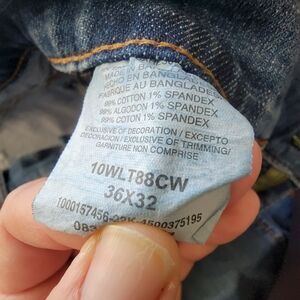 MADE IN BANGLADESH
HECHO EN BANGLADESH
FABRIQUÉ AU BANGLADESH
99% COTTON 1% SPANDEX
99% ALGODON 1% SPANDEX
99% COTON 1% SPANDEX
EXCLUSIVE OF DECORATION / EXCEPTO
DECORACION / EXCLUSIVE OF TRIMMING/
GARNITURE NON COMPRISE
10WLT88CW
36X32
4500375195